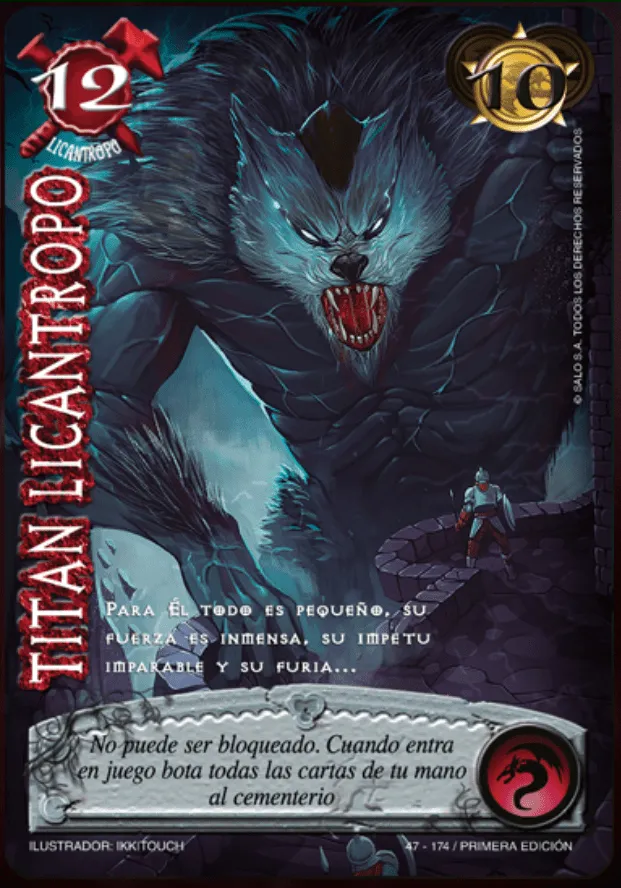 12
LICANTROPO
10
TITAN LICANTROPO
© SALO S.A. TODOS LOS DERECHOS RESERVADOS
Para Él todo es pequeño, su
fuerza es inmensa, su impetu
imparable y su furia...
No puede ser bloqueado. Cuando entra
en juego bota todas las cartas de tu mano
al cementerio
ILUSTRADOR: IKKITOUCH
47 - 174 / PRIMERA EDICIÓN